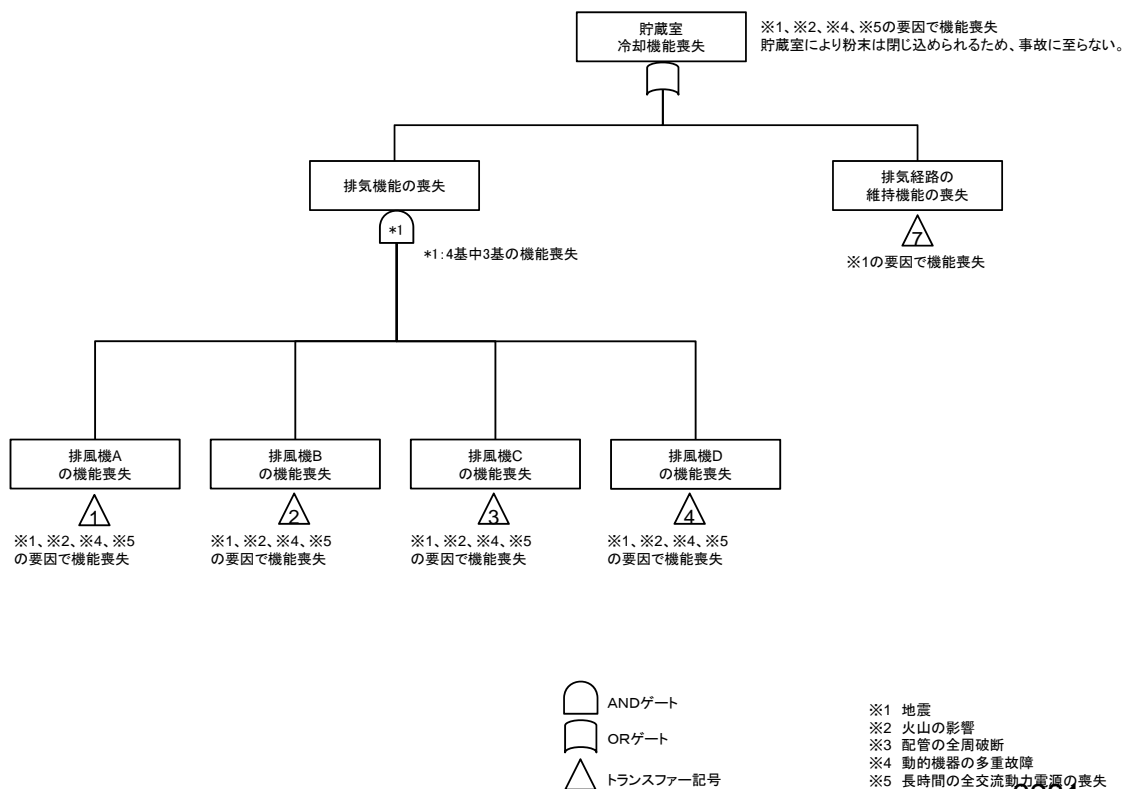 貯蔵室
冷却機能喪失
※1、※2、※4、※5の要因で機能喪失
貯蔵室により粉末は閉じ込められるため、事故に至らない。
排気機能の喪失
*1
*1：4基中3基の機能喪失
排気経路の
維持機能の喪失
7
※1の要因で機能喪失
排風機A
の機能喪失
1
※1、※2、※4、※5
の要因で機能喪失
排風機B
の機能喪失
2
※1、※2、※4、※5
の要因で機能喪失
排風機C
の機能喪失
3
※1、※2、※4、※5
の要因で機能喪失
排風機D
の機能喪失
4
※1、※2、※4、※5
の要因で機能喪失
ANDゲート
ORゲート
トランスファー記号
※1 地震
※2 火山の影響
※3 配管の全周破断
※4 動的機器の多重故障
※5 長時間の全交流動力電源の喪失